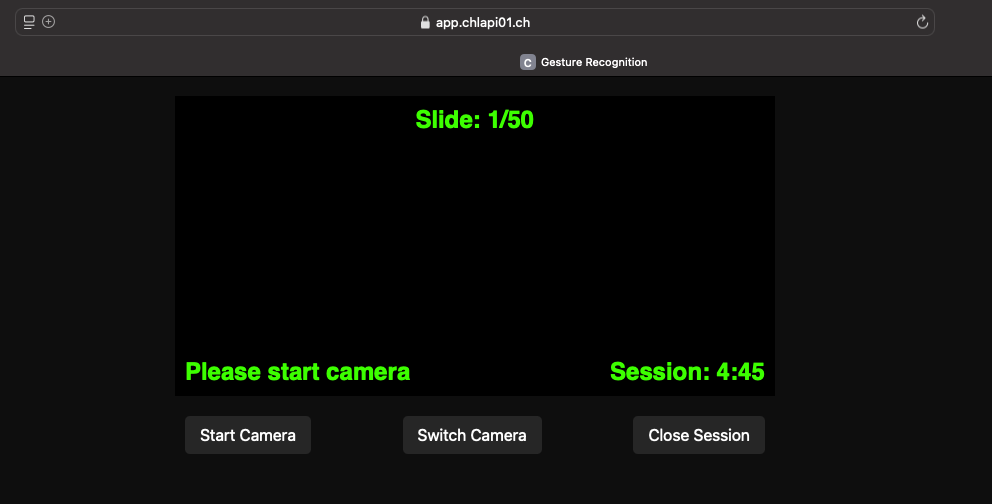 app.chlapi01.ch
C Gesture Recognition
Slide: 1/50
Please start camera
Session: 4:45
Start Camera
Switch Camera
Close Session